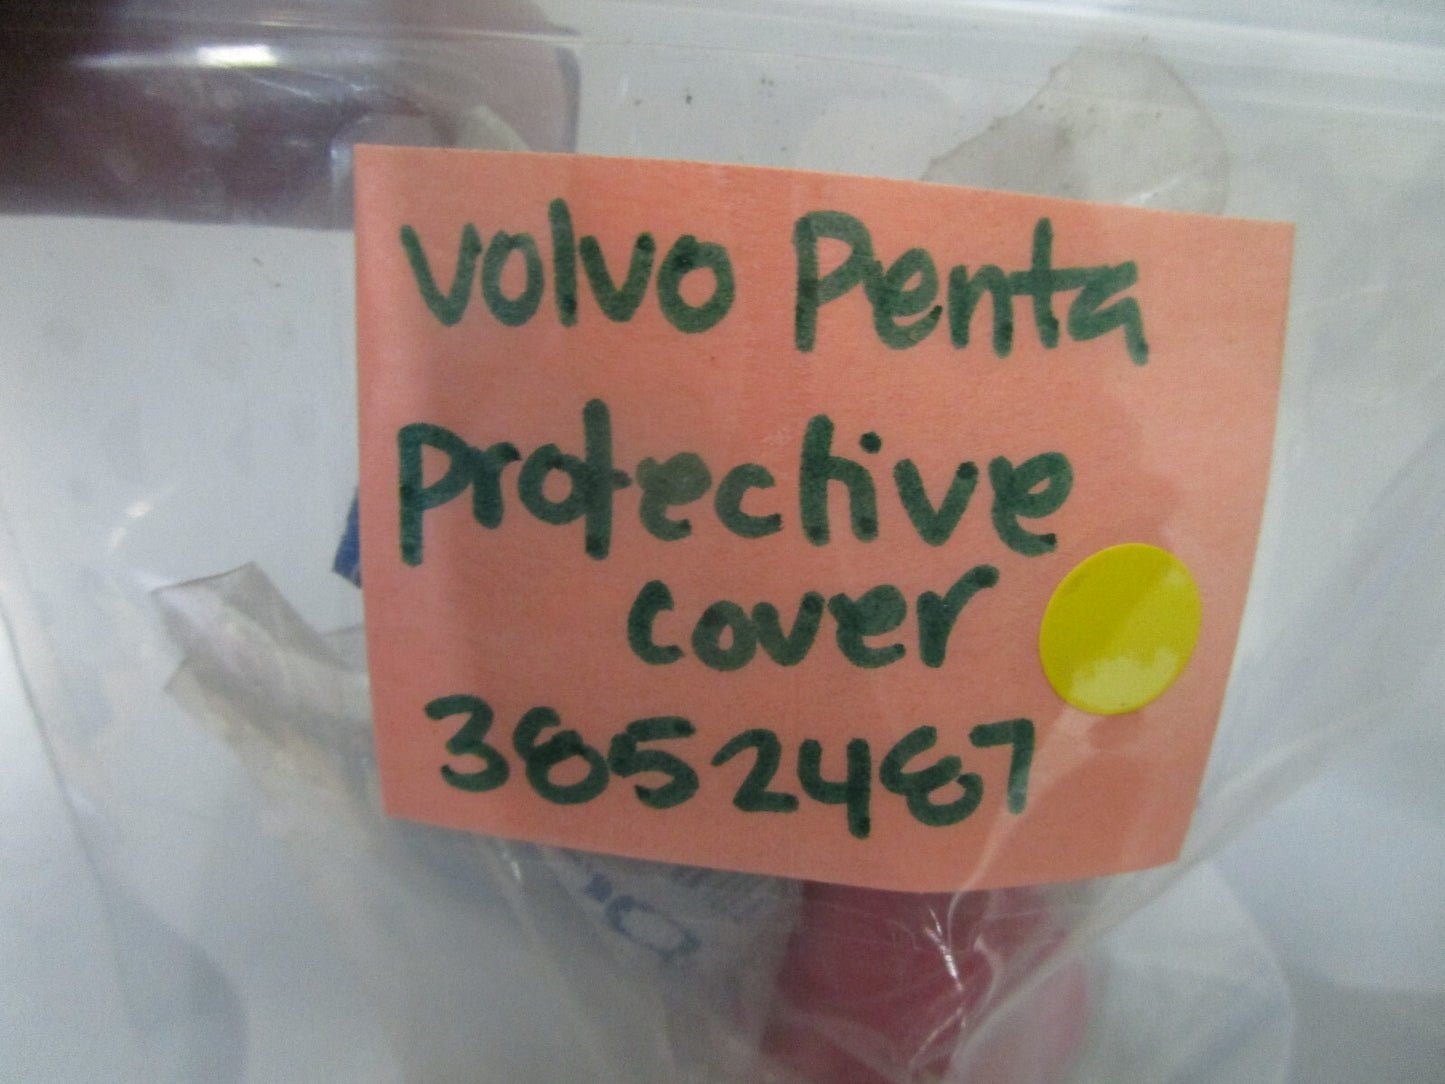 Volvo Penta
Protective
cover
3852487